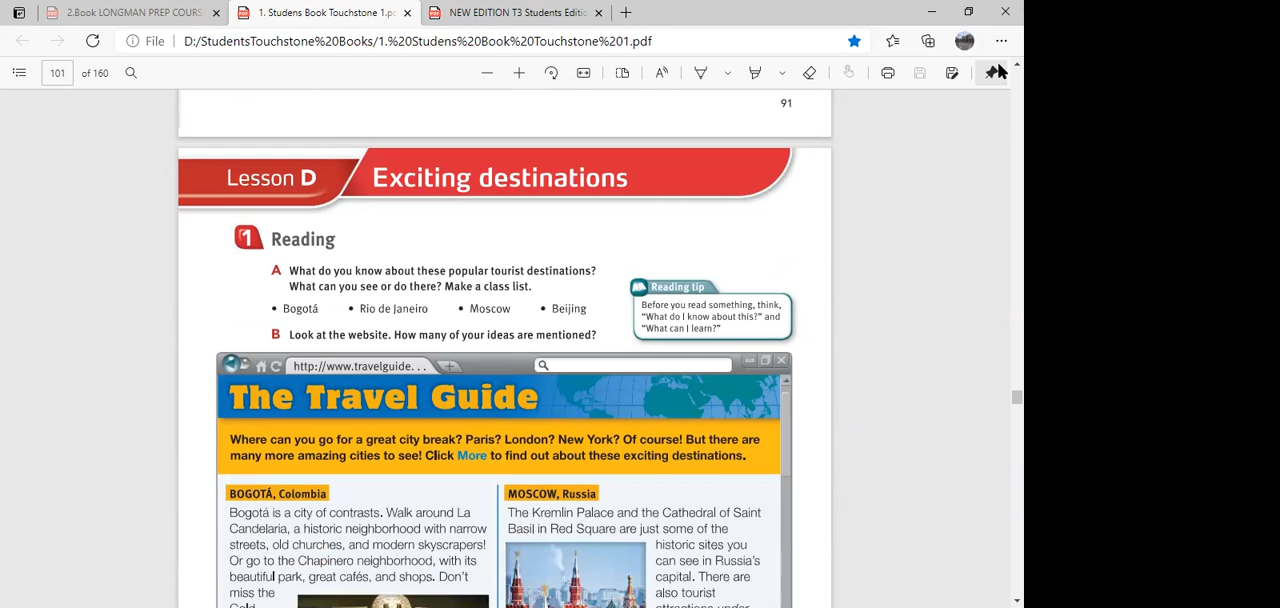 2.Book LONGMAN PREP COURS
1. Studens Book Touchstone 1.pc
NEW EDITION T3 Students Editi
File
D:/StudentsTouchstone%20Books/1.%20Studens%20Book%20Touchstone%201.pdf
101
of 160
91
Lesson D
Exciting destinations
1 Reading
A What do you know about these popular tourist destinations?
What can you see or do there? Make a class list.
• Bogotá • Rio de Janeiro • Moscow • Beijing
B Look at the website. How many of your ideas are mentioned?
Reading tip
Before you read something, think,
“What do I know about this?” and
“What can I learn?”
http://www.travelguide. . .
The Travel Guide
Where can you go for a great city break? Paris? London? New York? Of course! But there are
many more amazing cities to see! Click More to find out about these exciting destinations.
BOGOTÁ, Colombia
Bogotá is a city of contrasts. Walk around La
Candelaria, a historic neighborhood with narrow
streets, old churches, and modern skyscrapers!
Or go to the Chapinero neighborhood, with its
beautiful park, great cafés, and shops. Don’t
miss the
Gold
MOSCOW, Russia
The Kremlin Palace and the Cathedral of Saint
Basil in Red Square are just some of the
historic sites you
can see in Russia’s
capital. There are
also tourist
attractions under